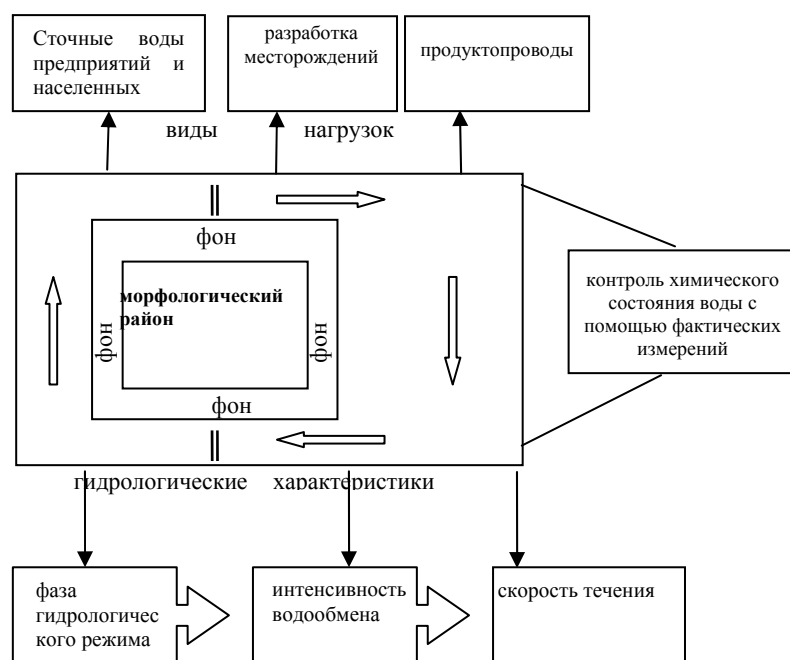 Сточные воды
предприятий и
населенных
разработка
месторождений
продуктопроводы
виды нагрузок
фон
морфологический
район
фон
фон
фон
контроль химического
состояния воды с
помощью фактических
измерений
гидрологические характеристики
фаза
гидрологичес
кого режима
интенсивность
водообмена
скорость течения